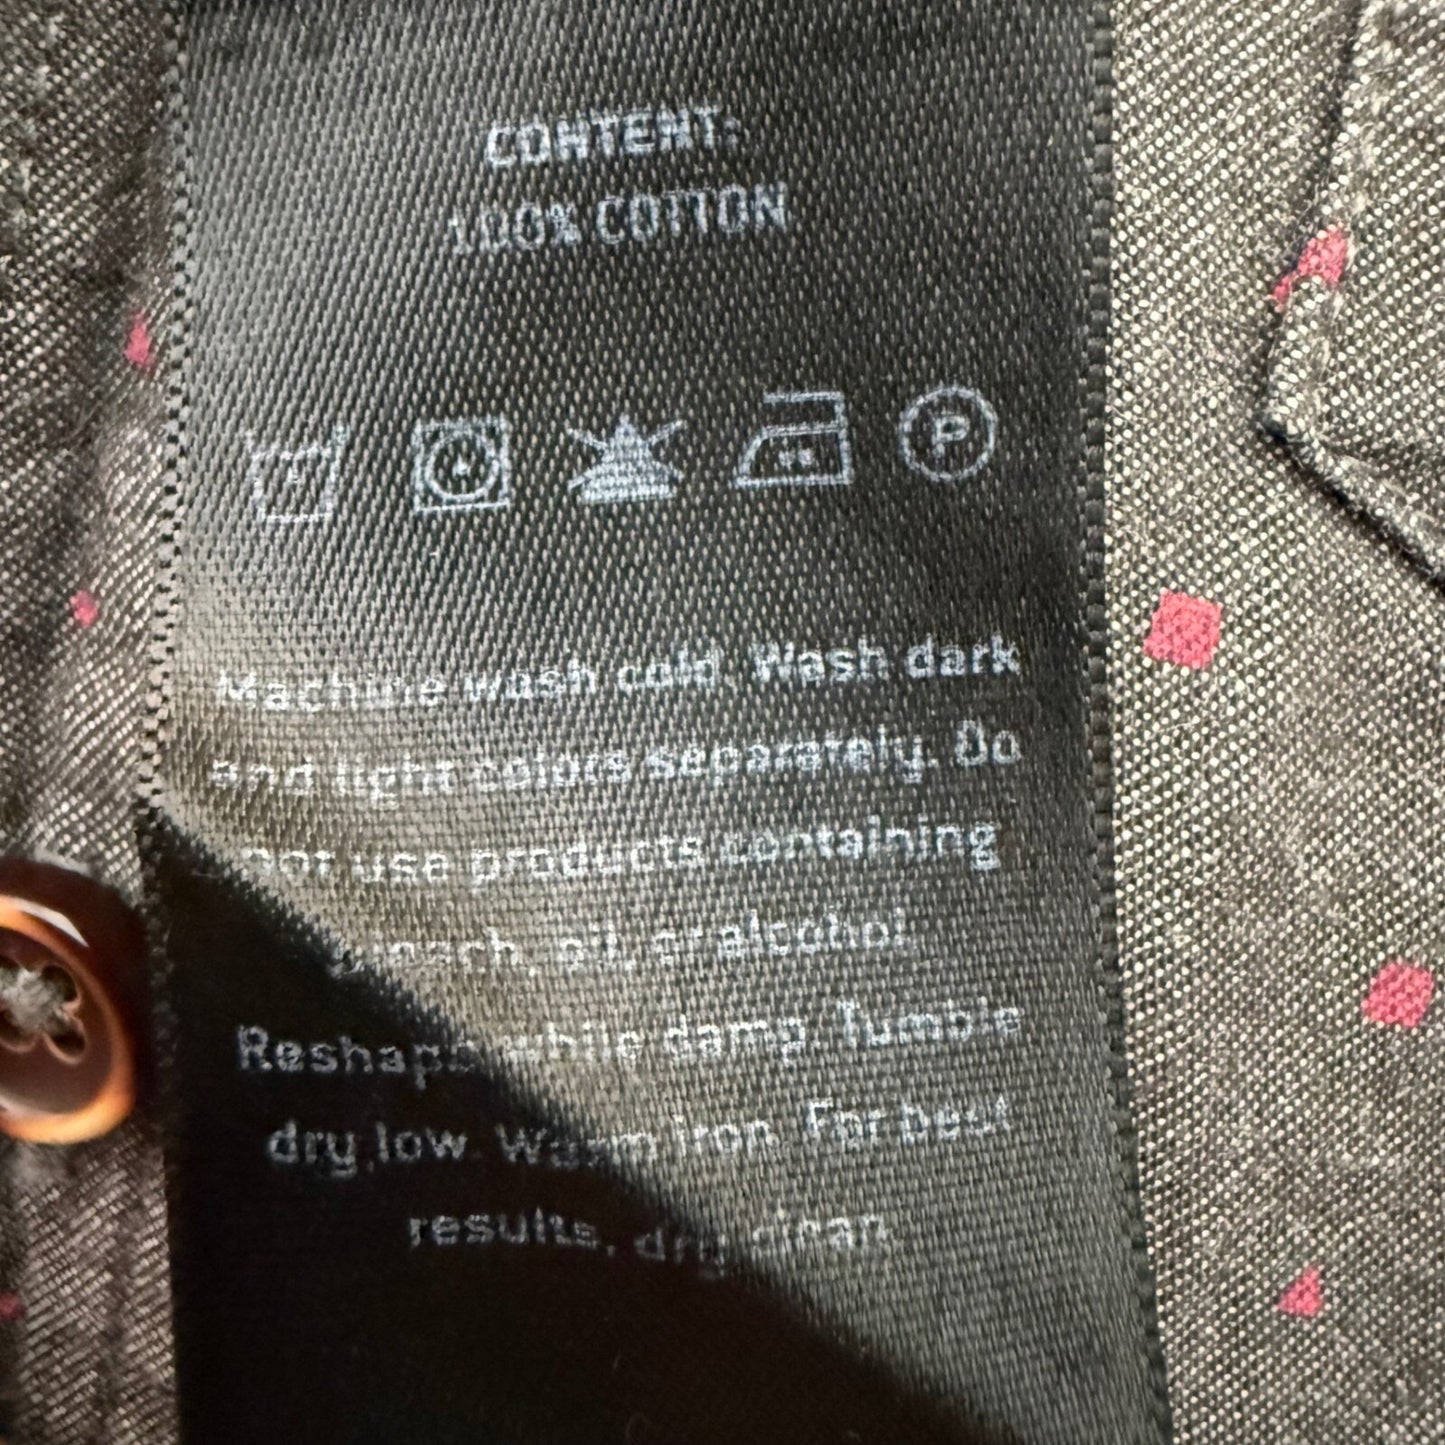 CONTENT:
100% COTTON
P
Machine wash cold. Wash dark
and light colors separately. Do
not use products containing
bleach, oil, or alcohol.
Reshape while damp. Tumble
dry low. Warm iron. For best
results, dry clean.